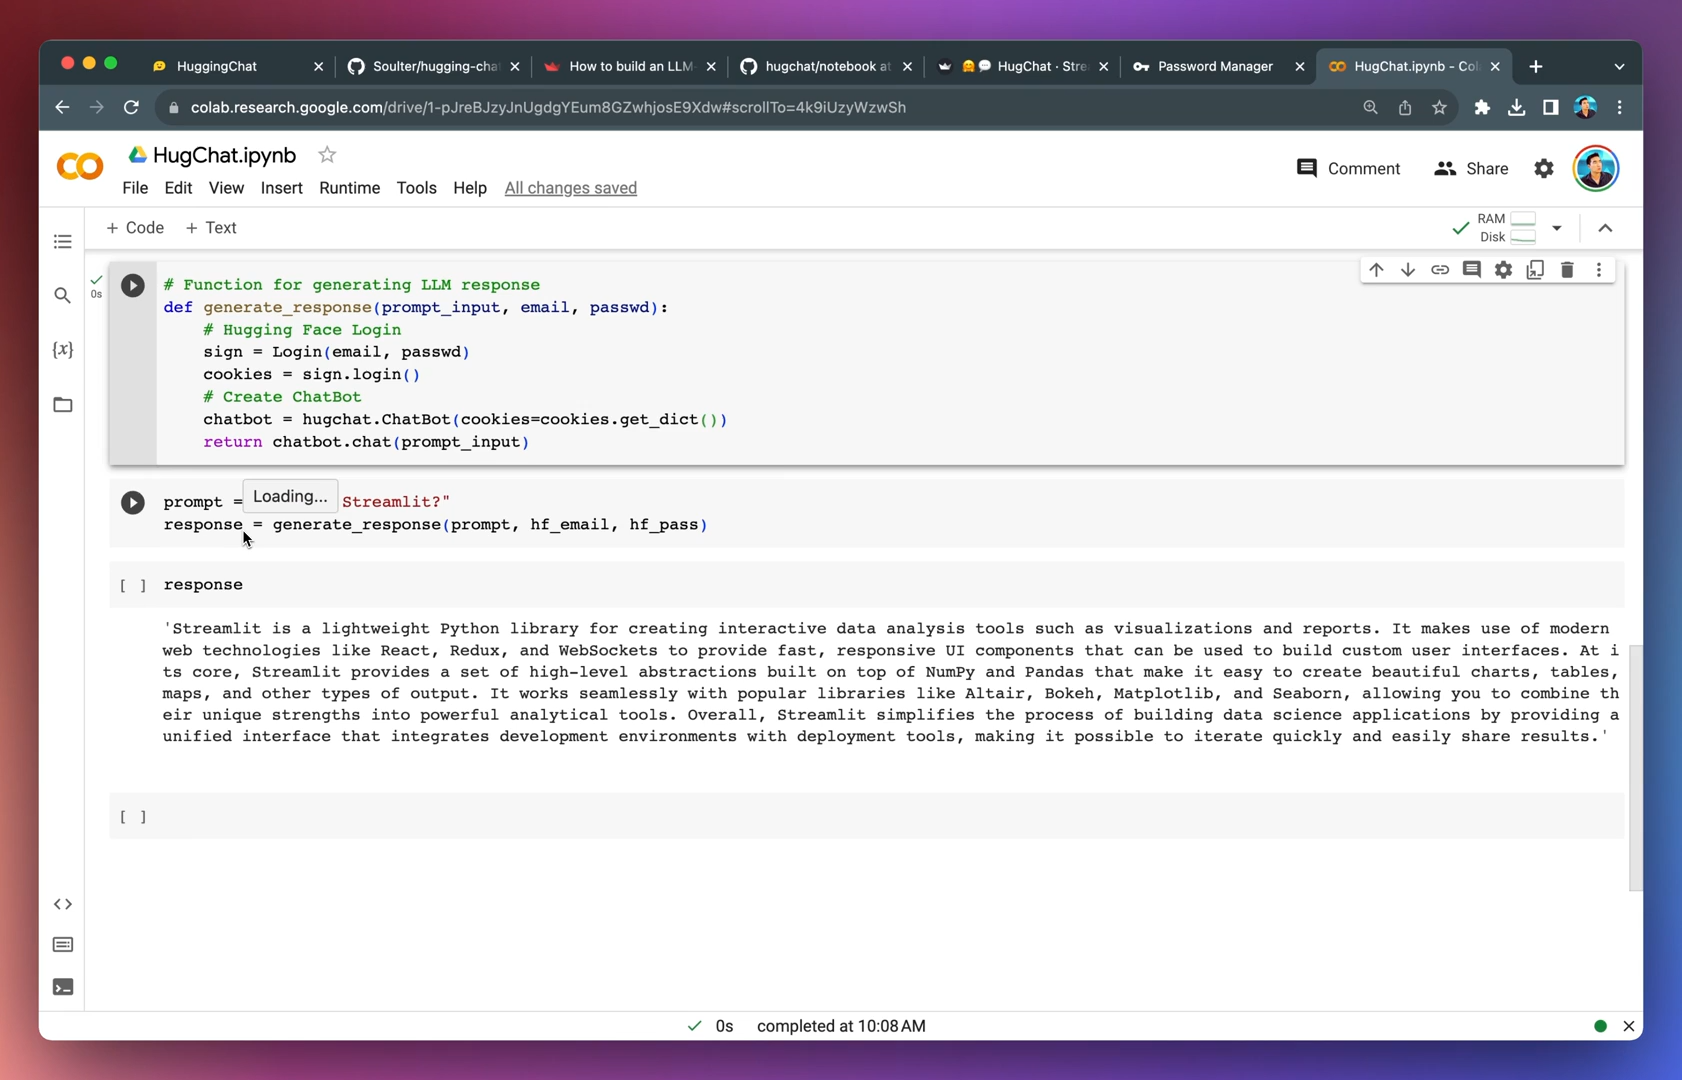 HuggingChat
Soulter/hugging-cha
How to build an LLM-
hugchat/notebook at
HugChat · Stre
Password Manager
HugChat.ipynb - Col
colab.research.google.com/drive/1-pJreBJzyJnUgdgYEum8GZwhjosE9Xdw#scrollTo=4k9iUzyWzwSh
CO
HugChat.ipynb
Comment
Share
File Edit View Insert Runtime Tools Help All changes saved
+ Code + Text
RAM
Disk
{x}
0s
# Function for generating LLM response
def generate_response(prompt_input, email, passwd):
# Hugging Face Login
sign = Login(email, passwd)
cookies = sign.login()
# Create ChatBot
chatbot = hugchat.ChatBot(cookies=cookies.get_dict())
return chatbot.chat(prompt_input)
Loading...
prompt = Streamlit?"
response = generate_response(prompt, hf_email, hf_pass)
[ ] response
'Streamlit is a lightweight Python library for creating interactive data analysis tools such as visualizations and reports. It makes use of modern
web technologies like React, Redux, and WebSockets to provide fast, responsive UI components that can be used to build custom user interfaces. At i
ts core, Streamlit provides a set of high-level abstractions built on top of NumPy and Pandas that make it easy to create beautiful charts, tables,
maps, and other types of output. It works seamlessly with popular libraries like Altair, Bokeh, Matplotlib, and Seaborn, allowing you to combine th
eir unique strengths into powerful analytical tools. Overall, Streamlit simplifies the process of building data science applications by providing a
unified interface that integrates development environments with deployment tools, making it possible to iterate quickly and easily share results.'
[ ]
0s completed at 10:08 AM